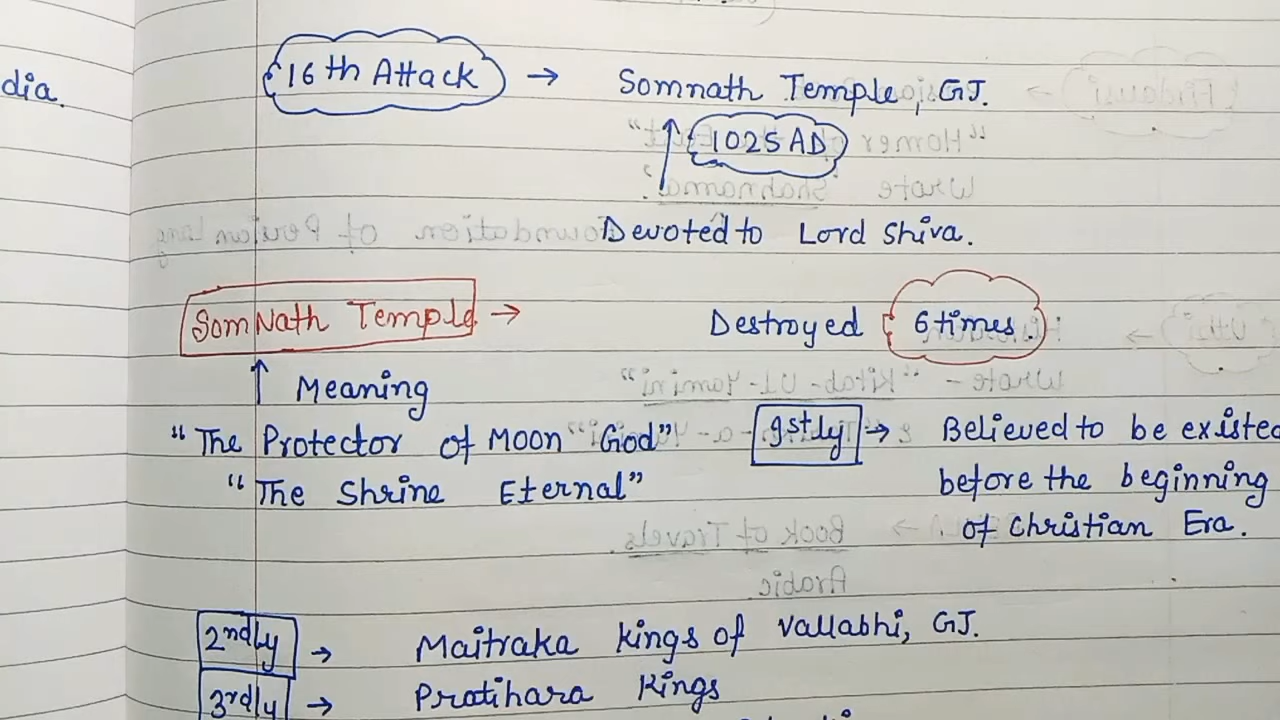 dia.
16th Attack → Somnath Temple, GJ.
1025 AD
Devoted to Lord Shiva.
SomNath Temple → Destroyed 6 times.
Meaning
"The Protector of Moon God"
"The Shrine Eternal"
1stly → Believed to be existed
before the beginning
of Christian Era.
2ndly → Maitraka kings of Vallabhi, GJ.
3rdly → Pratihara Kings